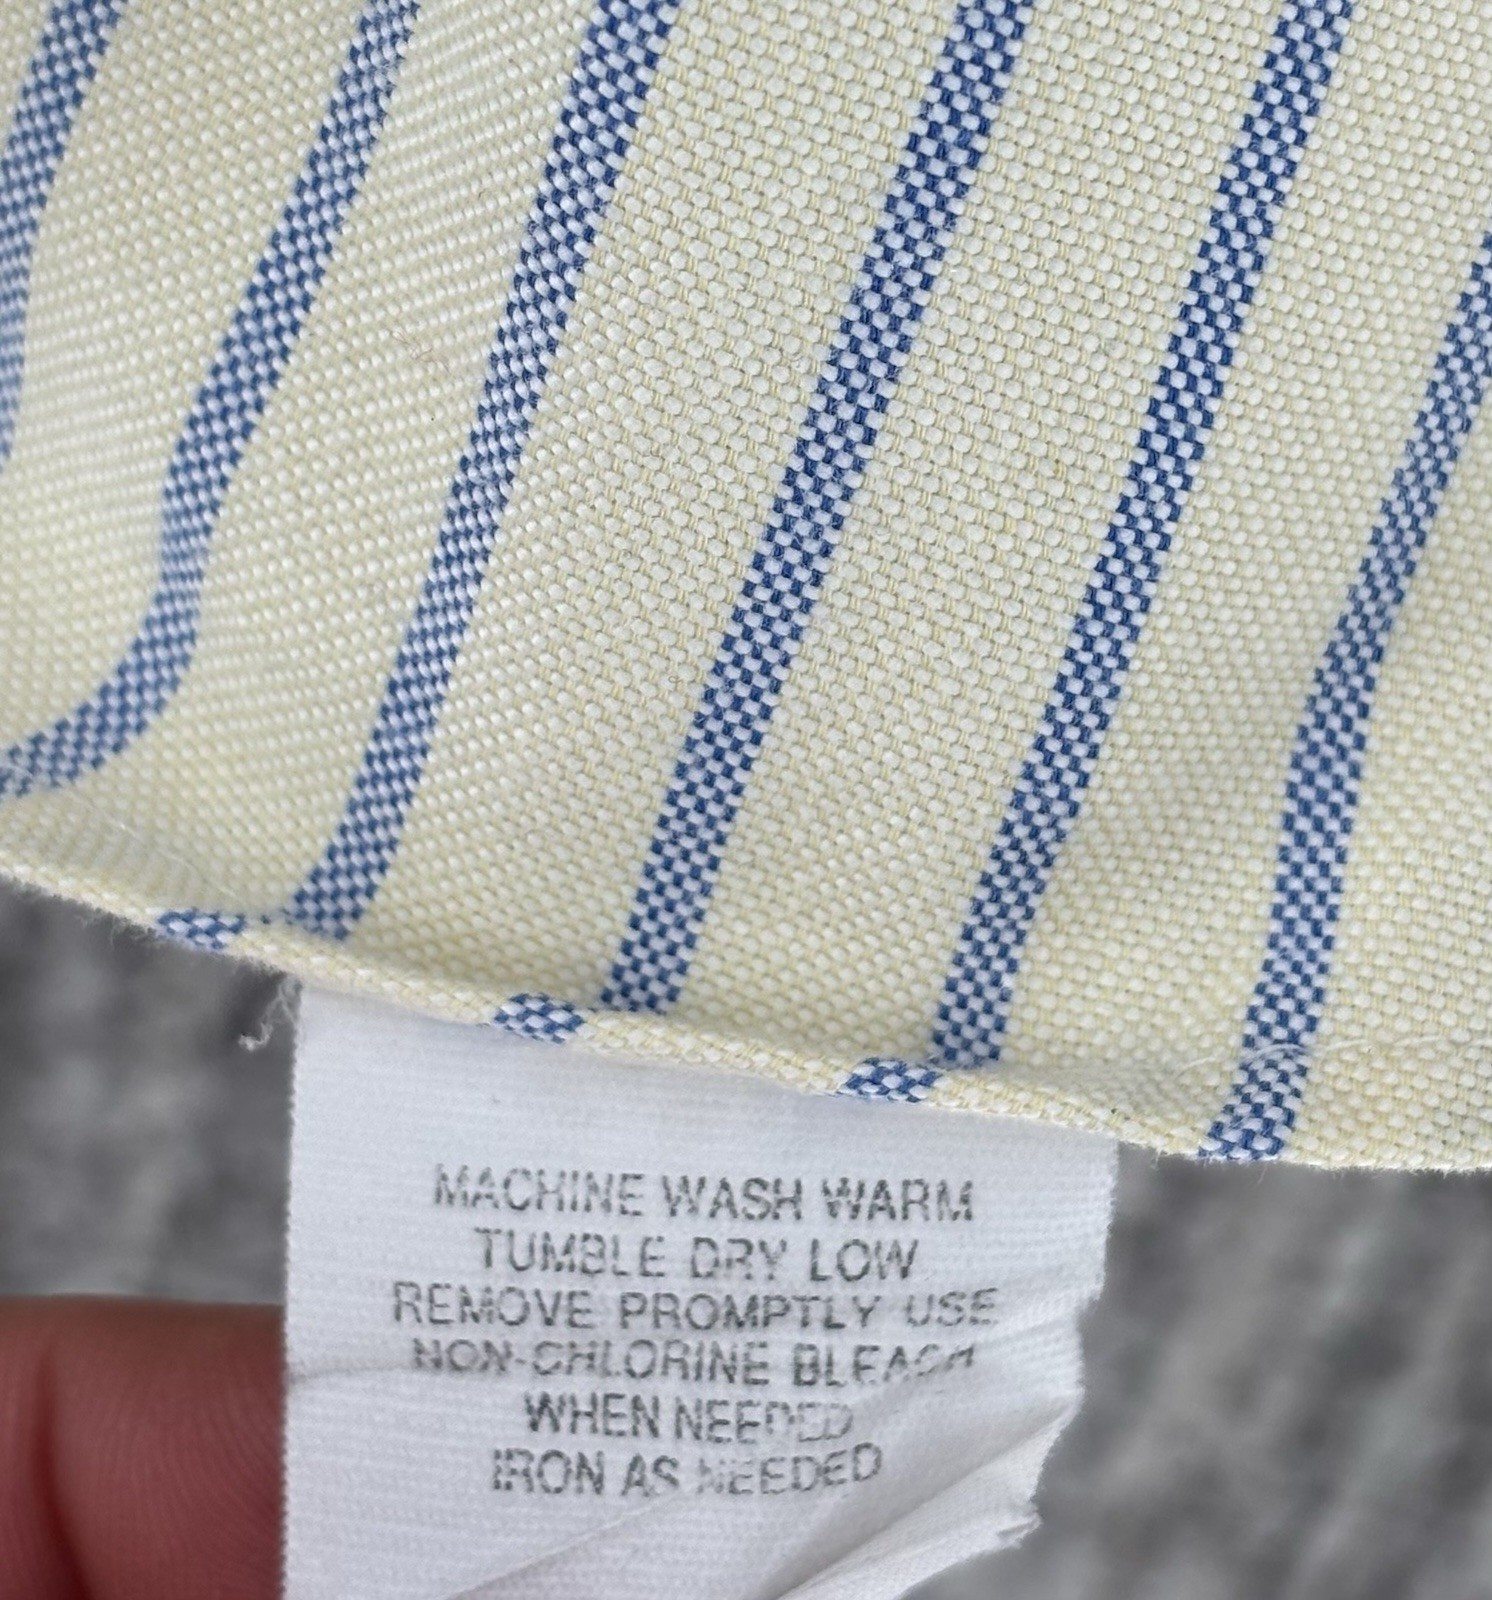 MACHINE WASH WARM
TUMBLE DRY LOW
REMOVE PROMPTLY USE
NON-CHLORINE BLEACH
WHEN NEEDED
IRON AS NEEDED